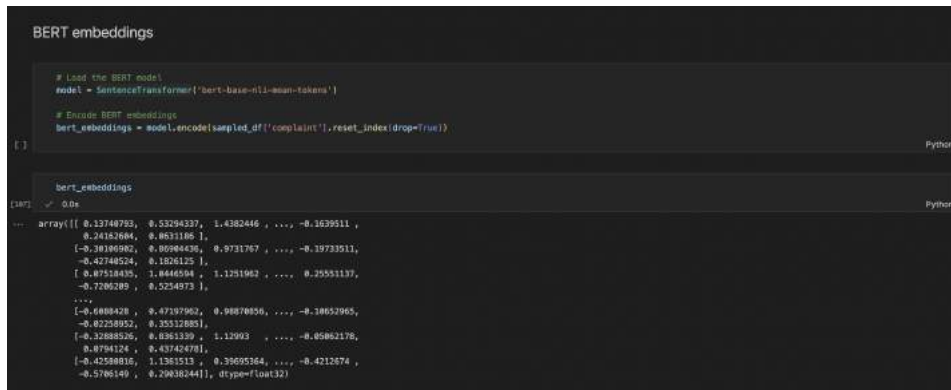 BERT embeddings
# Load the BERT model
model = SentenceTransformer('bert-base-nli-mean-tokens')
# Encode BERT embeddings
bert_embeddings = model.encode(sampled_df['complaint'].reset_index(drop=True))
[ ]
Python
bert_embeddings
[107] ✓ 0.0s
Python
... array([[ 0.13740793, 0.53294337, 1.4382446 , ..., -0.1639511 ,
0.24162604, 0.0631186 ],
[-0.30106902, 0.86904436, 0.9731767 , ..., -0.19733511,
-0.42740524, 0.1826125 ],
[ 0.07518435, 1.0446594 , 1.1251962 , ..., 0.25551137,
-0.7206209 , 0.5254973 ],
...,
[-0.6088428 , 0.47197962, 0.98870856, ..., -0.10652965,
-0.02258952, 0.35512885],
[-0.32888526, 0.8361339 , 1.12993 , ..., -0.05062178,
0.0794124 , 0.43742478],
[-0.42580816, 1.1361513 , 0.39695364, ..., -0.4212674 ,
-0.5706149 , 0.29038244]], dtype=float32)